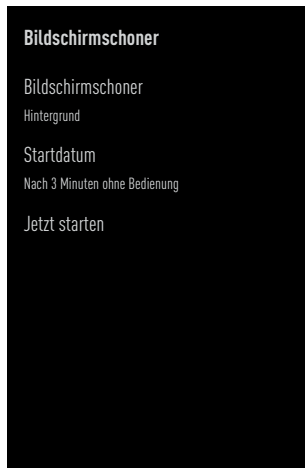 Bildschirmschoner
Bildschirmschoner
Hintergrund
Startdatum
Nach 3 Minuten ohne Bedienung
Jetzt starten